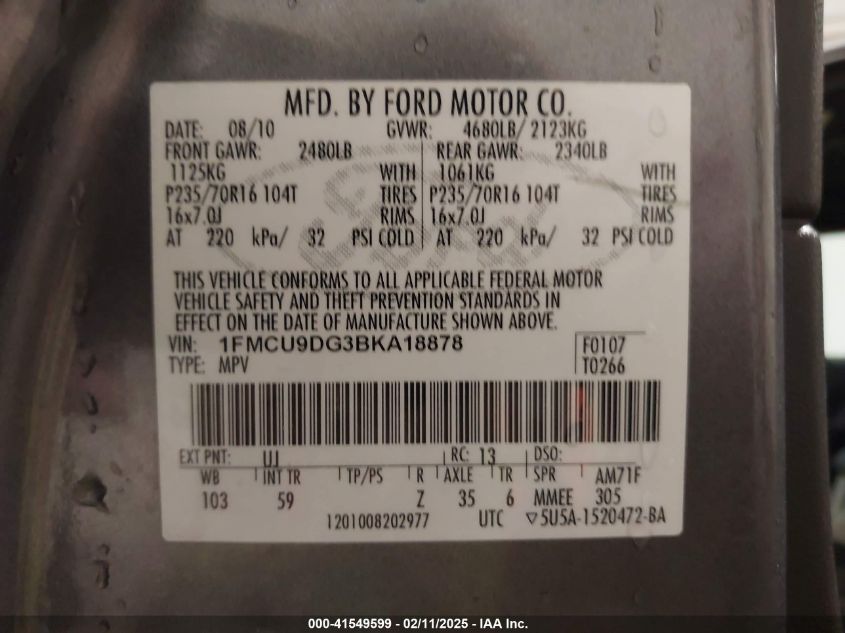 MFD. BY FORD MOTOR CO.
DATE: 08/10 GVWR: 4680LB/ 2123KG
FRONT GAWR: 2480LB REAR GAWR: 2340LB
1125KG WITH 1061KG WITH
P235/70R16 104T TIRES P235/70R16 104T TIRES
16x7.0J RIMS 16x7.0J RIMS
AT 220 kPa/ 32 PSI COLD AT 220 kPa/ 32 PSI COLD
THIS VEHICLE CONFORMS TO ALL APPLICABLE FEDERAL MOTOR
VEHICLE SAFETY AND THEFT PREVENTION STANDARDS IN
EFFECT ON THE DATE OF MANUFACTURE SHOWN ABOVE.
VIN: 1FMCU9DG3BKA18878 F0107
TYPE: MPV T0266
EXT PNT: UJ RC: 13 DSO:
WB INT TR TP/PS R AXLE TR SPR AM71F
103 59 Z 35 6 MMEE 305
1201008202977 UTC ▽5U5A-1520472-BA
000-41549599 - 02/11/2025 - IAA Inc.